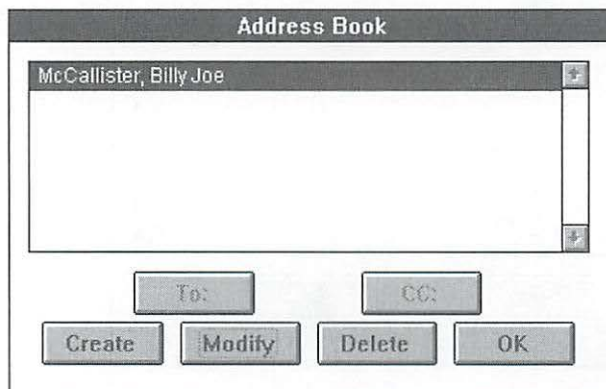 Address Book
McCallister, Billy Joe
To: CC:
Create Modify Delete OK